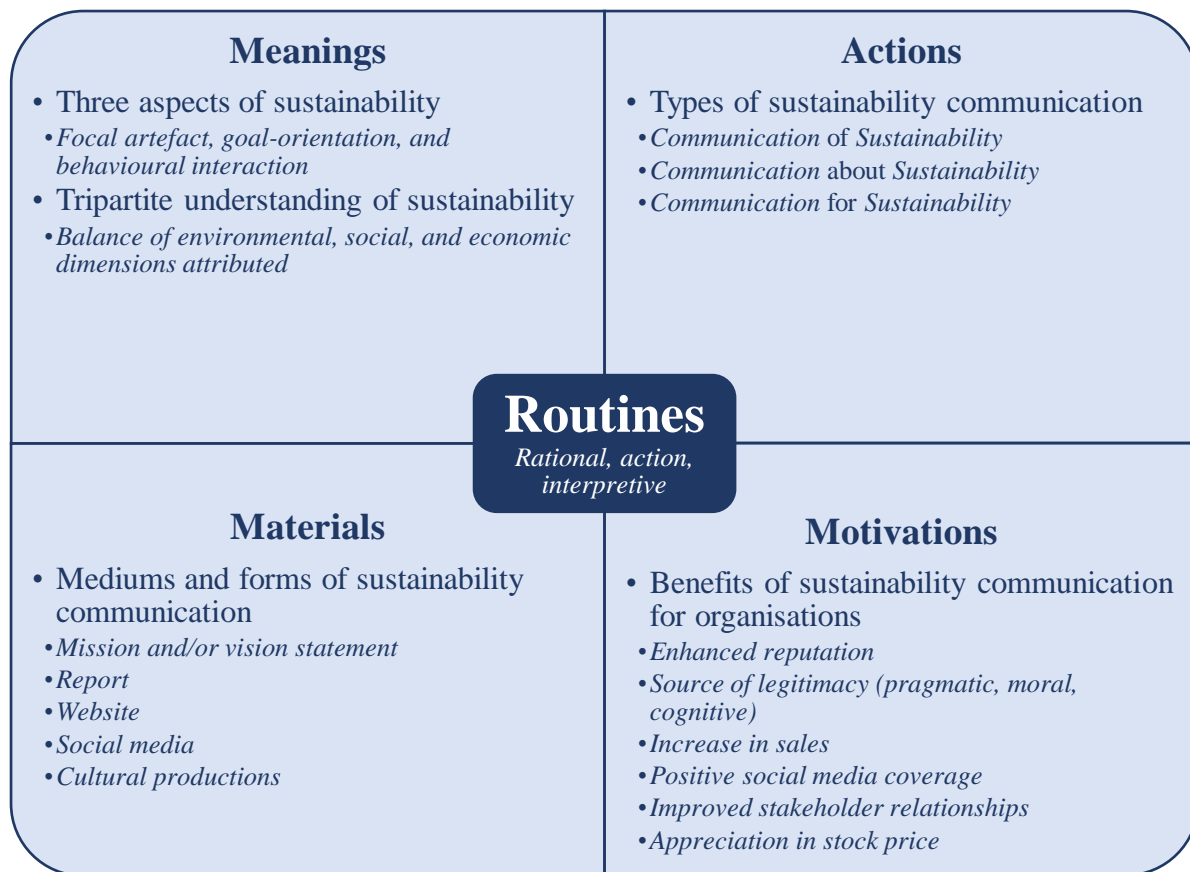 Meanings
• Three aspects of sustainability
•Focal artefact, goal-orientation, and
behavioural interaction
• Tripartite understanding of sustainability
•Balance of environmental, social, and economic
dimensions attributed
Actions
• Types of sustainability communication
•Communication of Sustainability
•Communication about Sustainability
•Communication for Sustainability
Routines
Rational, action,
interpretive
Materials
• Mediums and forms of sustainability
communication
•Mission and/or vision statement
•Report
•Website
•Social media
•Cultural productions
Motivations
• Benefits of sustainability communication
for organisations
•Enhanced reputation
•Source of legitimacy (pragmatic, moral,
cognitive)
•Increase in sales
•Positive social media coverage
•Improved stakeholder relationships
•Appreciation in stock price